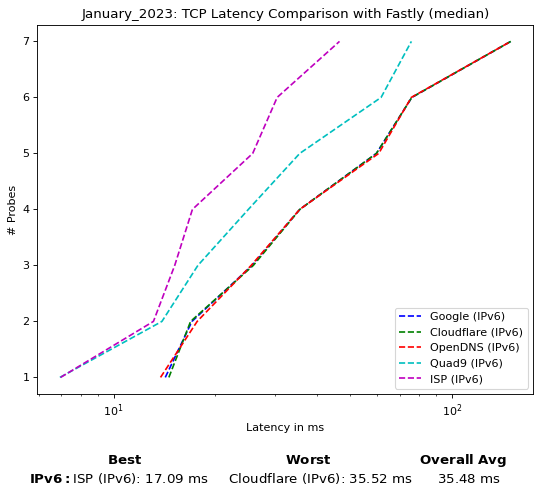 January_2023: TCP Latency Comparison with Fastly (median)
7
6
5
4
3
2
1
# Probes
10¹
10²
Latency in ms
Google (IPv6)
Cloudflare (IPv6)
OpenDNS (IPv6)
Quad9 (IPv6)
ISP (IPv6)
Best Worst Overall Avg
IPv6: ISP (IPv6): 17.09 ms Cloudflare (IPv6): 35.52 ms 35.48 ms